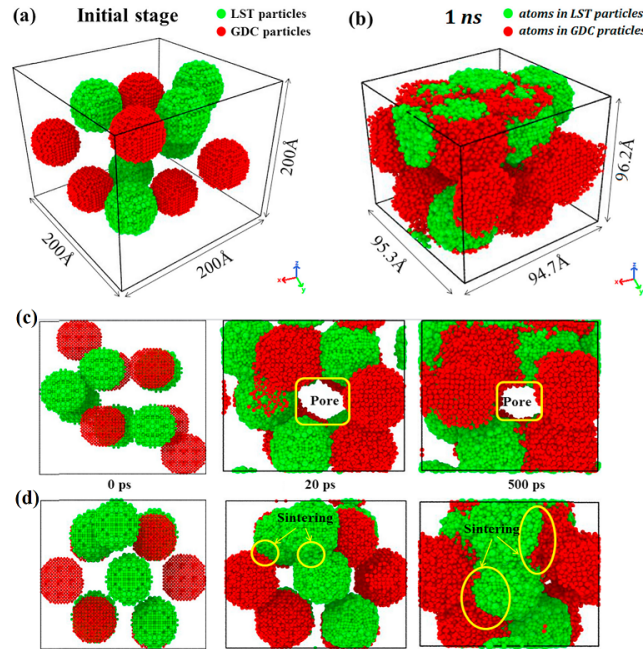 (a) Initial stage
LST particles
GDC particles
200Å
200Å
200Å
x
y
z
(b) 1 ns
atoms in LST particles
atoms in GDC praticles
96.2Å
95.3Å
94.7Å
x
y
z
(c)
Pore
Pore
0 ps 20 ps 500 ps
(d)
Sintering
Sintering